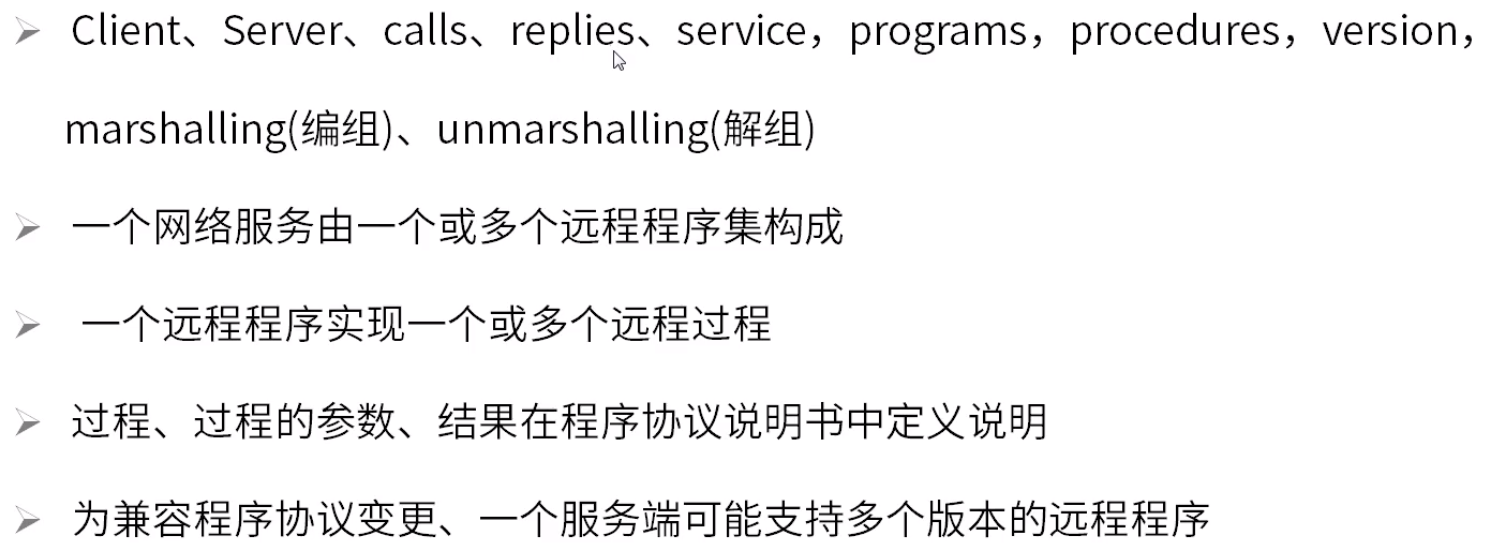 Client、Server、calls、replies、service，programs，procedures，version，
marshalling(编组)、unmarshalling(解组)
一个网络服务由一个或多个远程程序集构成
一个远程程序实现一个或多个远程过程
过程、过程的参数、结果在程序协议说明书中定义说明
为兼容程序协议变更、一个服务端可能支持多个版本的远程程序